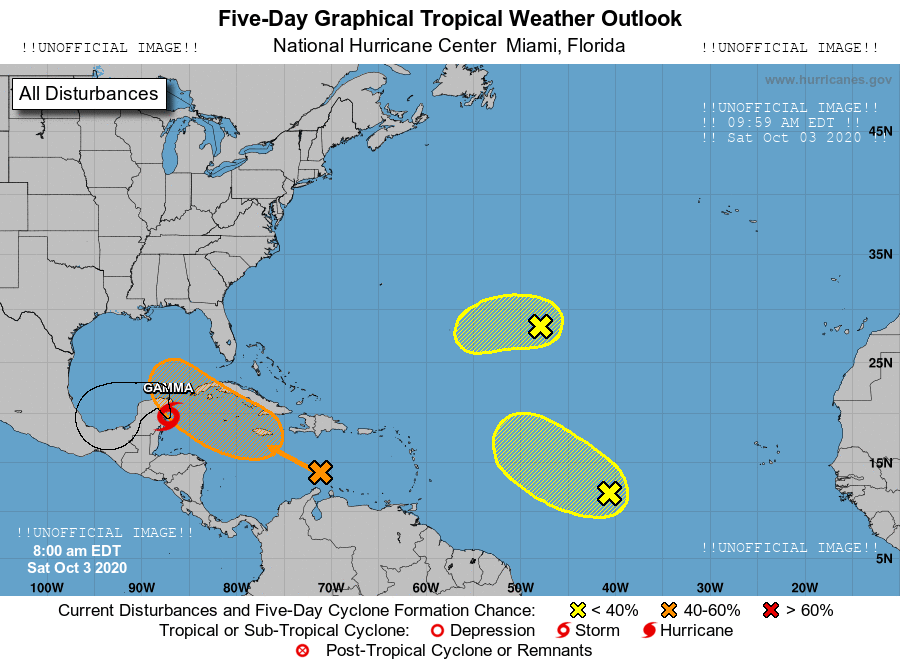 Five-Day Graphical Tropical Weather Outlook
!!UNOFFICIAL IMAGE!! National Hurricane Center Miami, Florida !!UNOFFICIAL IMAGE!!
All Disturbances
www.hurricanes.gov
!!UNOFFICIAL IMAGE!!
!! 09:59 AM EDT !!
!! Sat Oct 03 2020 !!
45N
35N
25N
GAMMA
15N
!!UNOFFICIAL IMAGE!!
8:00 am EDT
Sat Oct 3 2020
!!UNOFFICIAL IMAGE!!
5N
100W 90W 80W 70W 60W 50W 40W 30W 20W
Current Disturbances and Five-Day Cyclone Formation Chance: < 40% 40-60% > 60%
Tropical or Sub-Tropical Cyclone: Depression Storm Hurricane
Post-Tropical Cyclone or Remnants